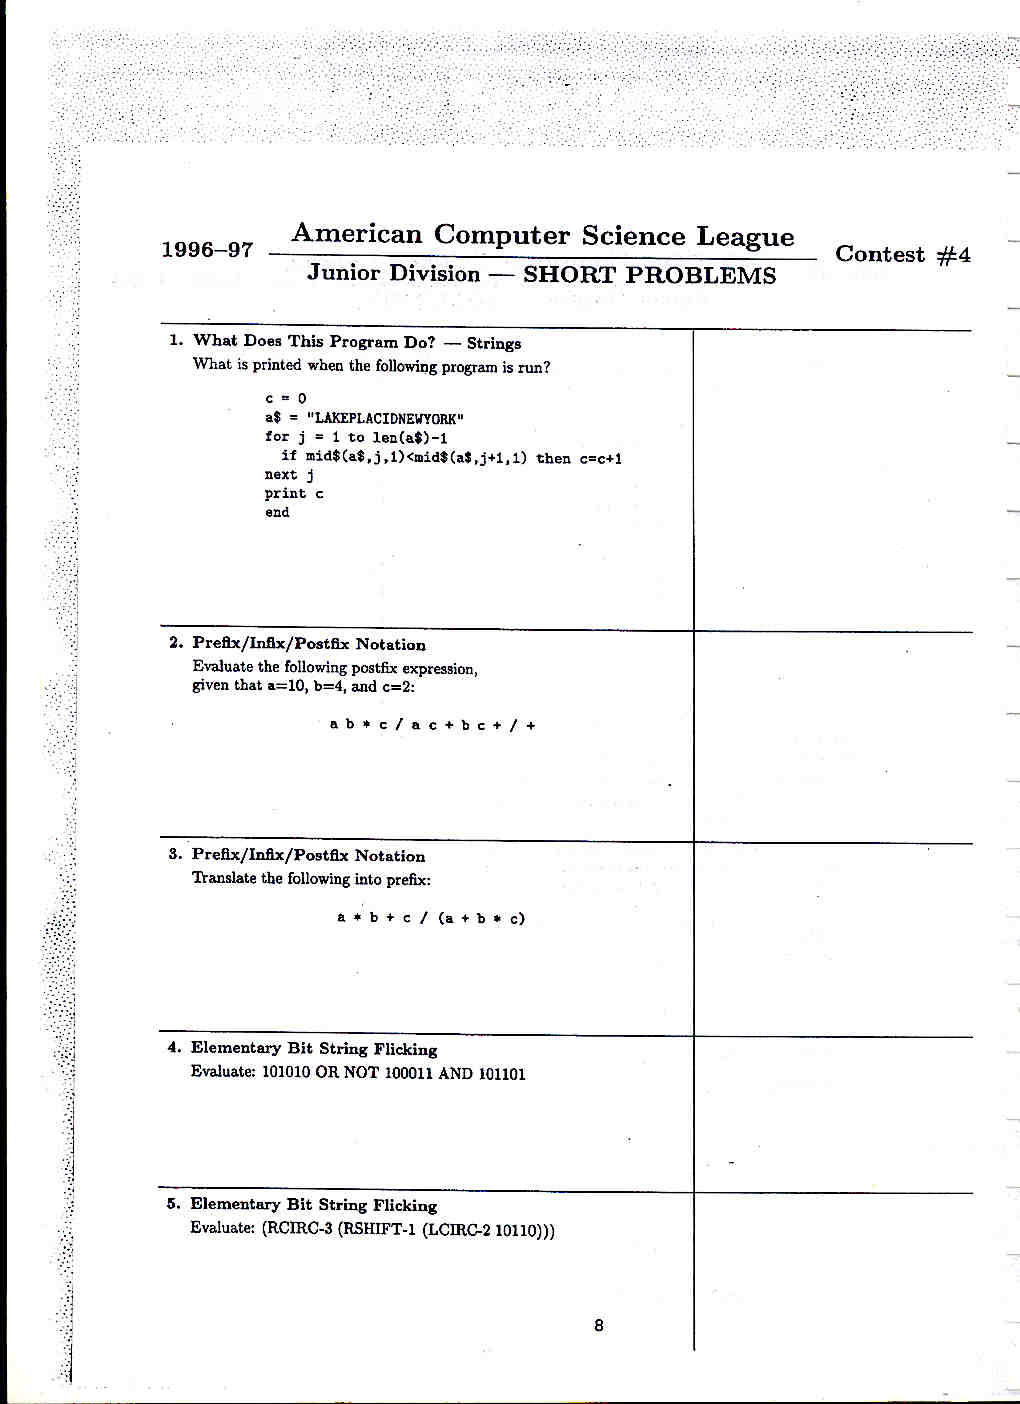 1996–97
American Computer Science League
Contest #4
Junior Division — SHORT PROBLEMS
1. What Does This Program Do? — Strings
What is printed when the following program is run?
c = 0
a$ = "LAKEPLACIDNEWYORK"
for j = 1 to len(a$)-1
if mid$(a$,j,1)<mid$(a$,j+1,1) then c=c+1
next j
print c
end
2. Prefix/Infix/Postfix Notation
Evaluate the following postfix expression,
given that a=10, b=4, and c=2:
a b * c / a c + b c + / +
3. Prefix/Infix/Postfix Notation
Translate the following into prefix:
a * b + c / (a + b * c)
4. Elementary Bit String Flicking
Evaluate: 101010 OR NOT 100011 AND 101101
5. Elementary Bit String Flicking
Evaluate: (RCIRC-3 (RSHIFT-1 (LCIRC-2 10110)))
8